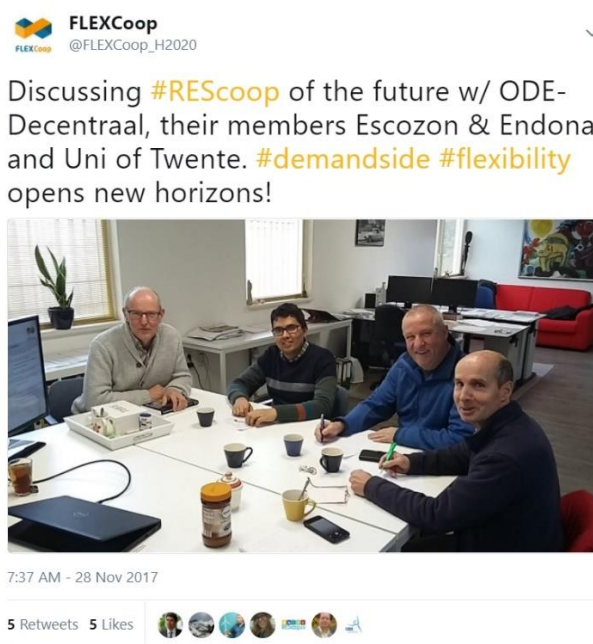 FLEXCoop
FLEXCoop
@FLEXCoop_H2020
Discussing #REScoop of the future w/ ODE-
Decentraal, their members Escozon & Endona
and Uni of Twente. #demandside #flexibility
opens new horizons!
7:37 AM - 28 Nov 2017
5 Retweets 5 Likes